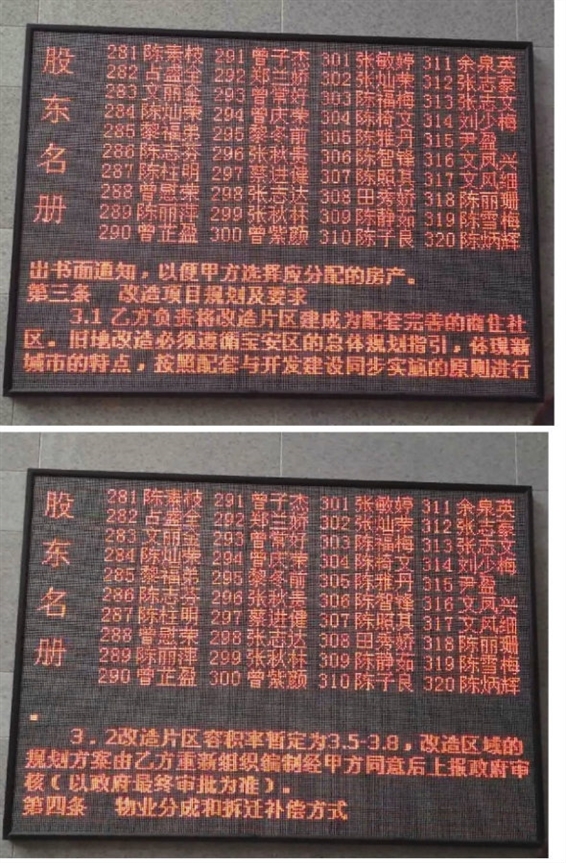 股东名册
281 陈素枝 291 曾子杰 301 张敏婷 311 余泉英
282 占盛全 292 郑兰娇 302 张灿荣 312 张志豪
283 文丽金 293 曾常好 303 陈福梅 313 张志文
284 陈灿荣 294 曾庆荣 304 陈椅文 314 刘少梅
285 黎福弟 295 黎冬前 305 陈雅丹 315 尹盈
286 陈志芬 296 张秋贵 306 陈智锋 316 文凤兴
287 陈柱明 297 蔡进健 307 陈照其 317 文凤细
288 曾慰荣 298 张志达 308 田秀娇 318 陈丽珊
289 陈丽萍 299 张秋林 309 陈静茹 319 陈雪梅
290 曾芷盈 300 曾紫颜 310 陈子良 320 陈炳辉
出书面通知，以便甲方选择应分配的房产。
第三条 改造项目规划及要求
3.1 乙方负责将改造片区建成为配套完善的商住社
区。旧地改造必须遵循宝安区的总体规划指引，体现新
城市的特点，按照配套与开发建设同步实施的原则进行
股东名册
281 陈素枝 291 曾子杰 301 张敏婷 311 余泉英
282 占盛全 292 郑兰娇 302 张灿荣 312 张志豪
283 文丽金 293 曾常好 303 陈福梅 313 张志文
284 陈灿荣 294 曾庆荣 304 陈椅文 314 刘少梅
285 黎福弟 295 黎冬前 305 陈雅丹 315 尹盈
286 陈志芬 296 张秋贵 306 陈智锋 316 文凤兴
287 陈柱明 297 蔡进健 307 陈照其 317 文凤细
288 曾慰荣 298 张志达 308 田秀娇 318 陈丽珊
289 陈丽萍 299 张秋林 309 陈静茹 319 陈雪梅
290 曾芷盈 300 曾紫颜 310 陈子良 320 陈炳辉
。
3.2改造片区容积率暂定为3.5-3.8，改造区域的
规划方案由乙方重新组织编制经甲方同意后上报政府审
核（以政府最终审批为准）。
第四条 物业分成和拆迁补偿方式